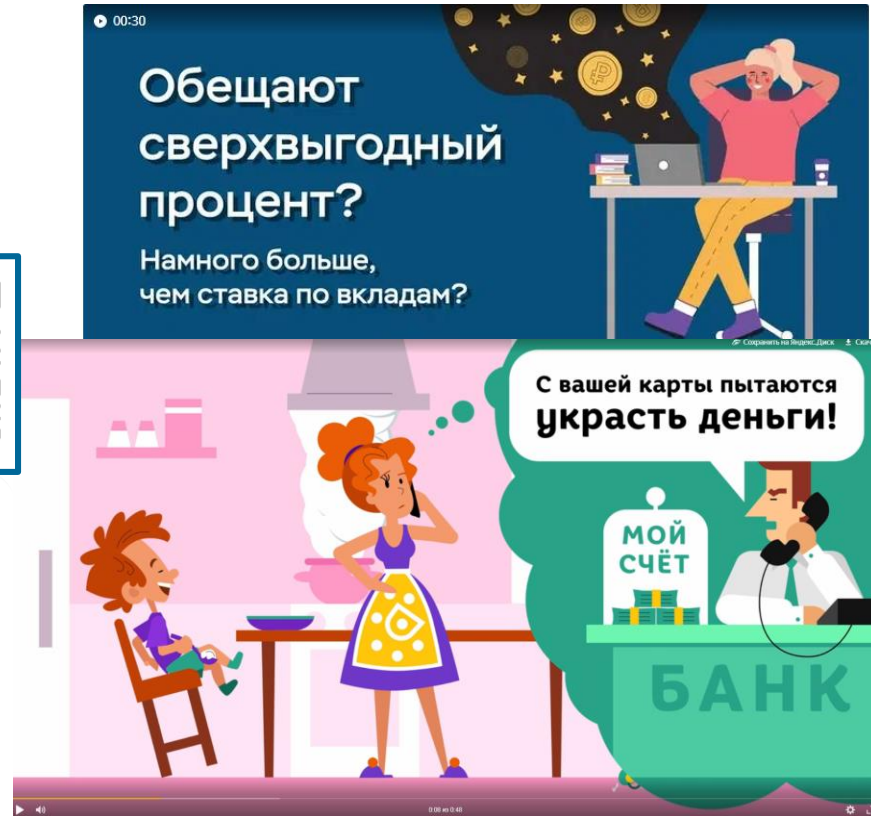 00:30
Обещают
сверхвыгодный
процент?
Намного больше,
чем ставка по вкладам?
Сохранить на Яндекс.Диск
С вашей карты пытаются
украсть деньги!
МОЙ
СЧЁТ
БАНК